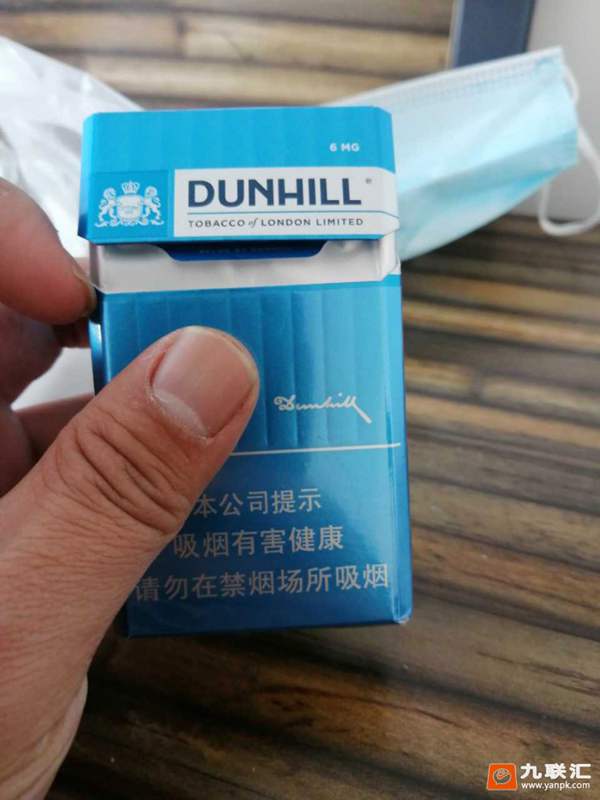 6 MG
DUNHILL®
TOBACCO of LONDON LIMITED
Dunhill
本公司提示
吸烟有害健康
请勿在禁烟场所吸烟
九联汇
www.yanpk.com